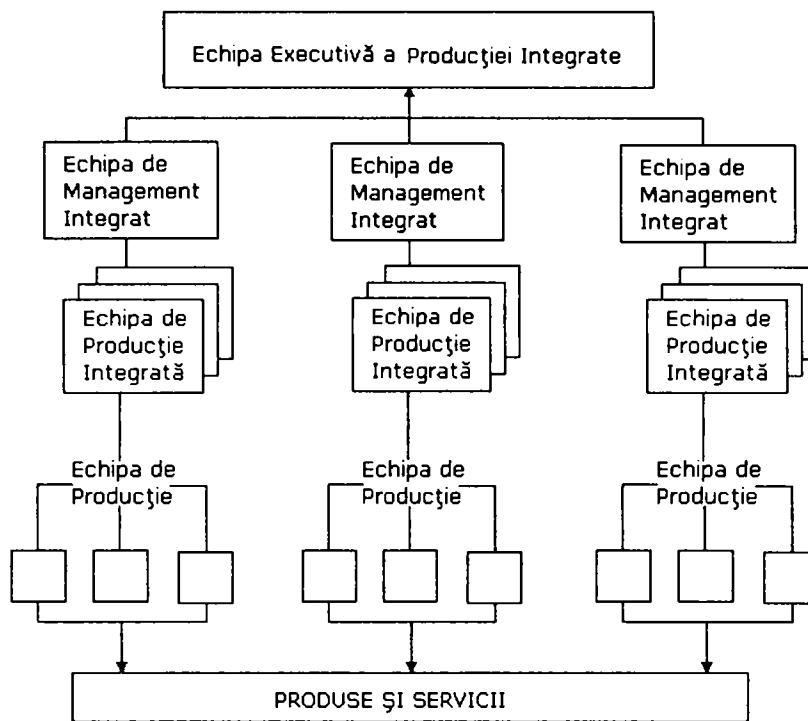 Echipa Executivă a Producţiei Integrate
Echipa de
Management
Integrat
Echipa de
Management
Integrat
Echipa de
Management
Integrat
Echipa de
Producţie
Integrată
Echipa de
Producţie
Integrată
Echipa de
Producţie
Integrată
Echipa de
Producţie
Echipa de
Producţie
Echipa de
Producţie
PRODUSE ŞI SERVICII